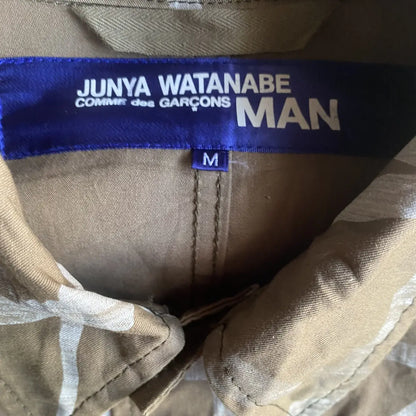 JUNYA WATANABE
COMME des GARÇONS MAN
M